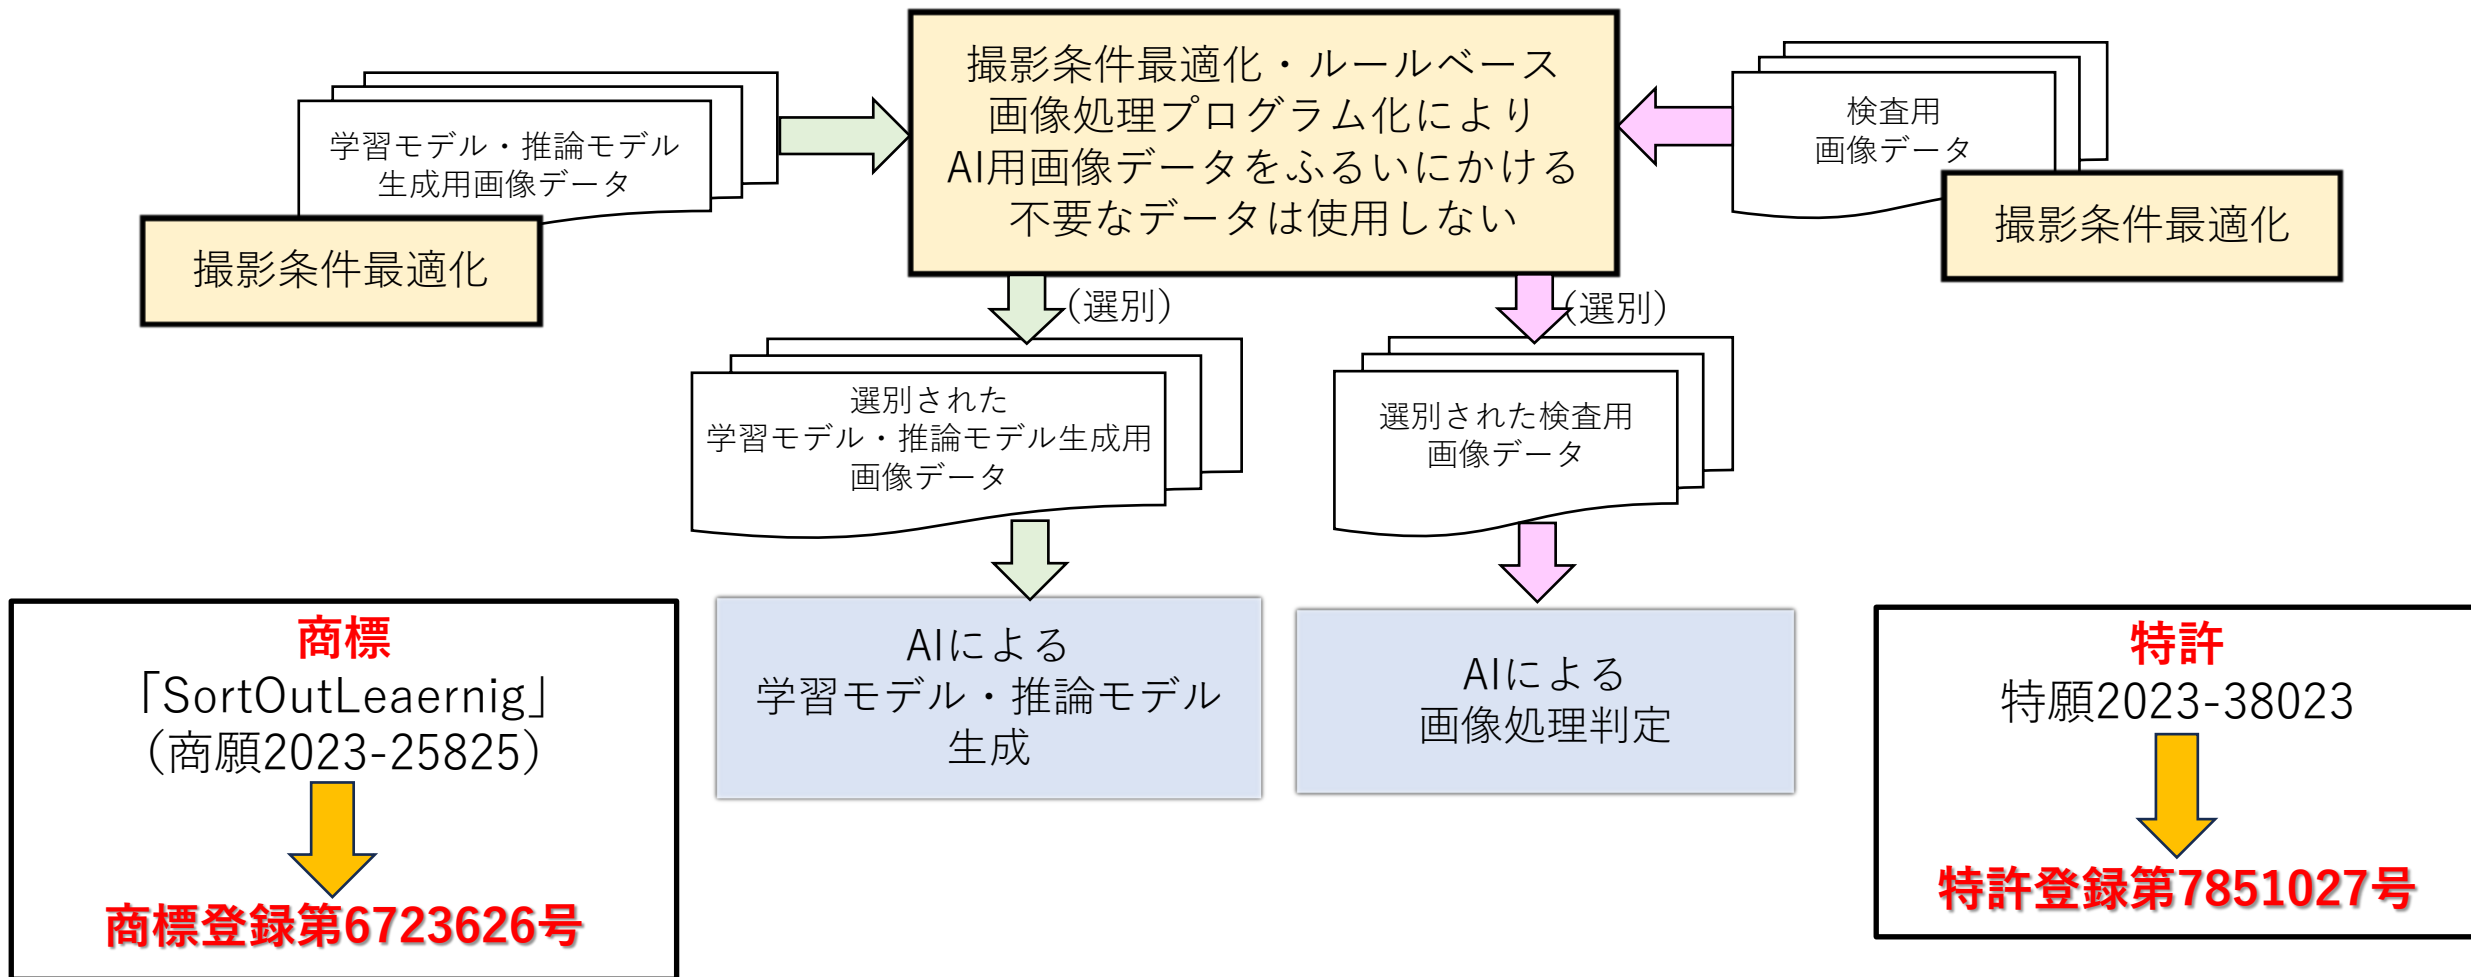 撮影条件最適化・ルールベース
画像処理プログラム化により
AI用画像データをふるいにかける
不要なデータは使用しない
学習モデル・推論モデル
生成用画像データ
撮影条件最適化
検査用
画像データ
撮影条件最適化
(選別)
(選別)
選別された
学習モデル・推論モデル生成用
画像データ
選別された検査用
画像データ
AIによる
学習モデル・推論モデル
生成
AIによる
画像処理判定
商標
「SortOutLeaernig」
（商願2023-25825）
商標登録第6723626号
特許
特願2023-38023
特許登録第7851027号